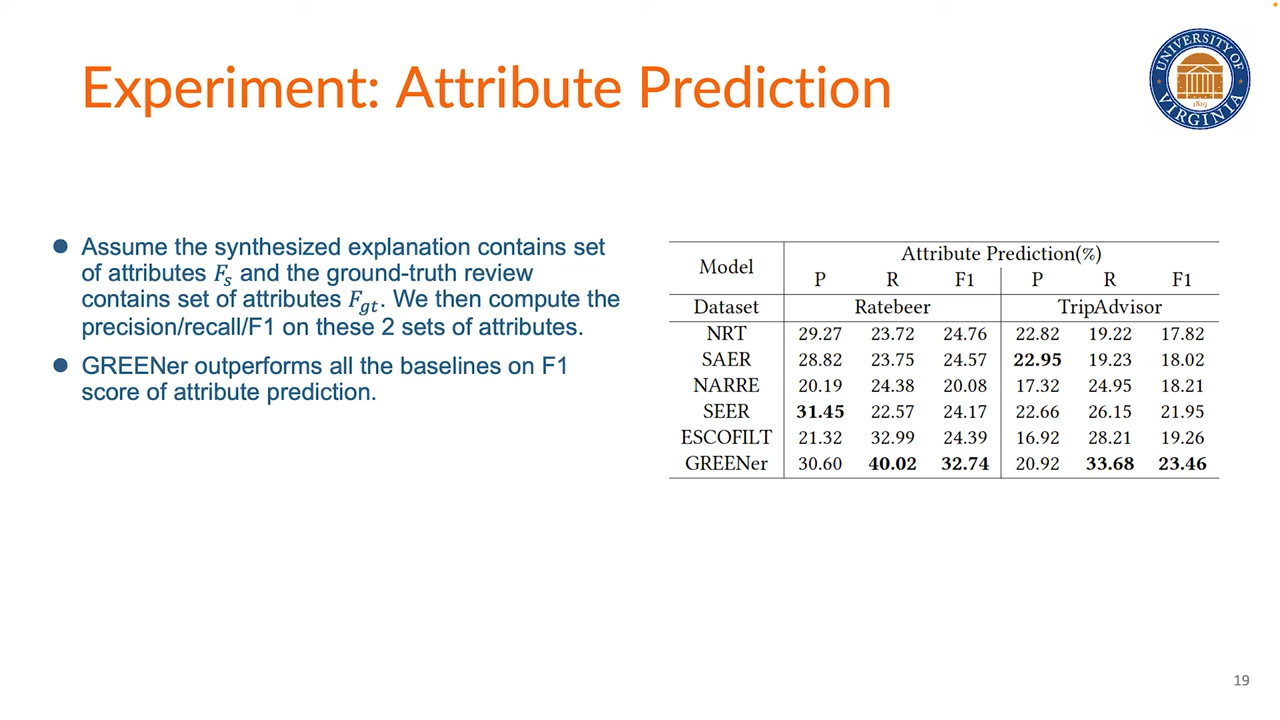 Experiment: Attribute Prediction
UNIVERSITY OF VIRGINIA
1819
● Assume the synthesized explanation contains set
of attributes Fs and the ground-truth review
contains set of attributes Fgt. We then compute the
precision/recall/F1 on these 2 sets of attributes.
● GREENer outperforms all the baselines on F1
score of attribute prediction.
Model Attribute Prediction(%)
P R F1 P R F1
Dataset Ratebeer TripAdvisor
NRT 29.27 23.72 24.76 22.82 19.22 17.82
SAER 28.82 23.75 24.57 22.95 19.23 18.02
NARRE 20.19 24.38 20.08 17.32 24.95 18.21
SEER 31.45 22.57 24.17 22.66 26.15 21.95
ESCOFILT 21.32 32.99 24.39 16.92 28.21 19.26
GREENer 30.60 40.02 32.74 20.92 33.68 23.46
19